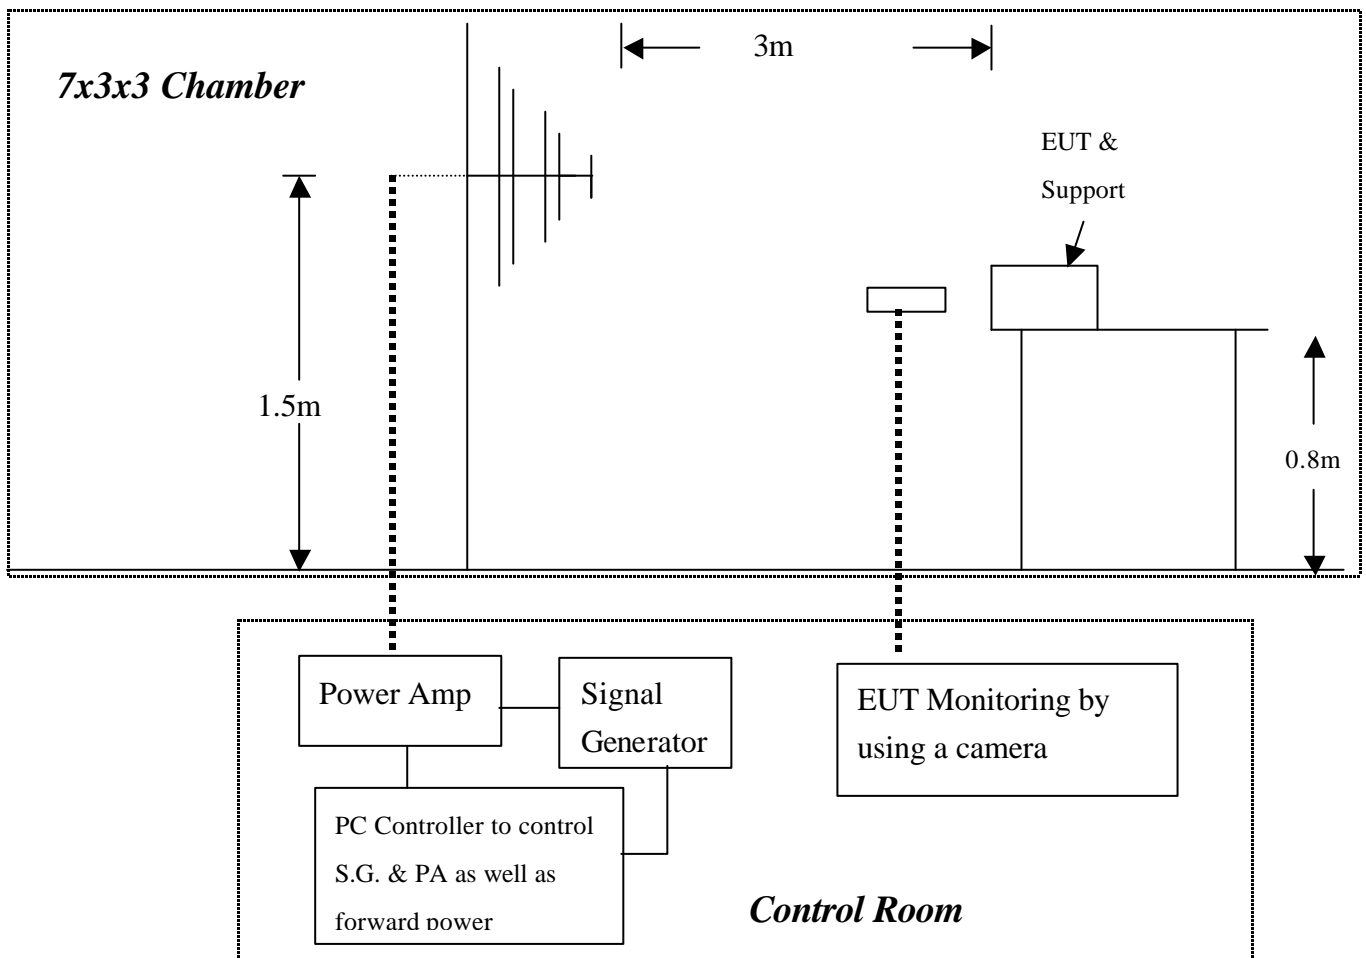 3m
7x3x3 Chamber
EUT &
Support
1.5m
0.8m
Power Amp
Signal
Generator
EUT Monitoring by
using a camera
PC Controller to control
S.G. & PA as well as
forward power
Control Room